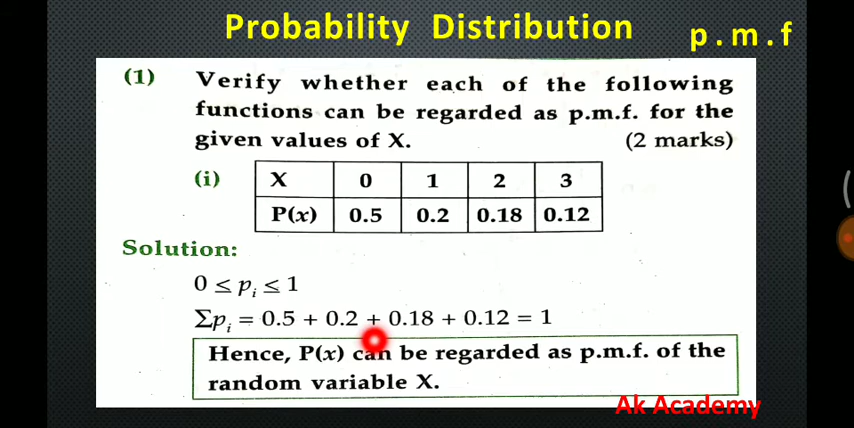 Probability Distribution p.m.f
(1) Verify whether each of the following
functions can be regarded as p.m.f. for the
given values of X. (2 marks)
(i) X 0 1 2 3
P(x) 0.5 0.2 0.18 0.12
Solution:
0 ≤ pᵢ ≤ 1
Σpᵢ = 0.5 + 0.2 + 0.18 + 0.12 = 1
Hence, P(x) can be regarded as p.m.f. of the
random variable X.
Ak Academy